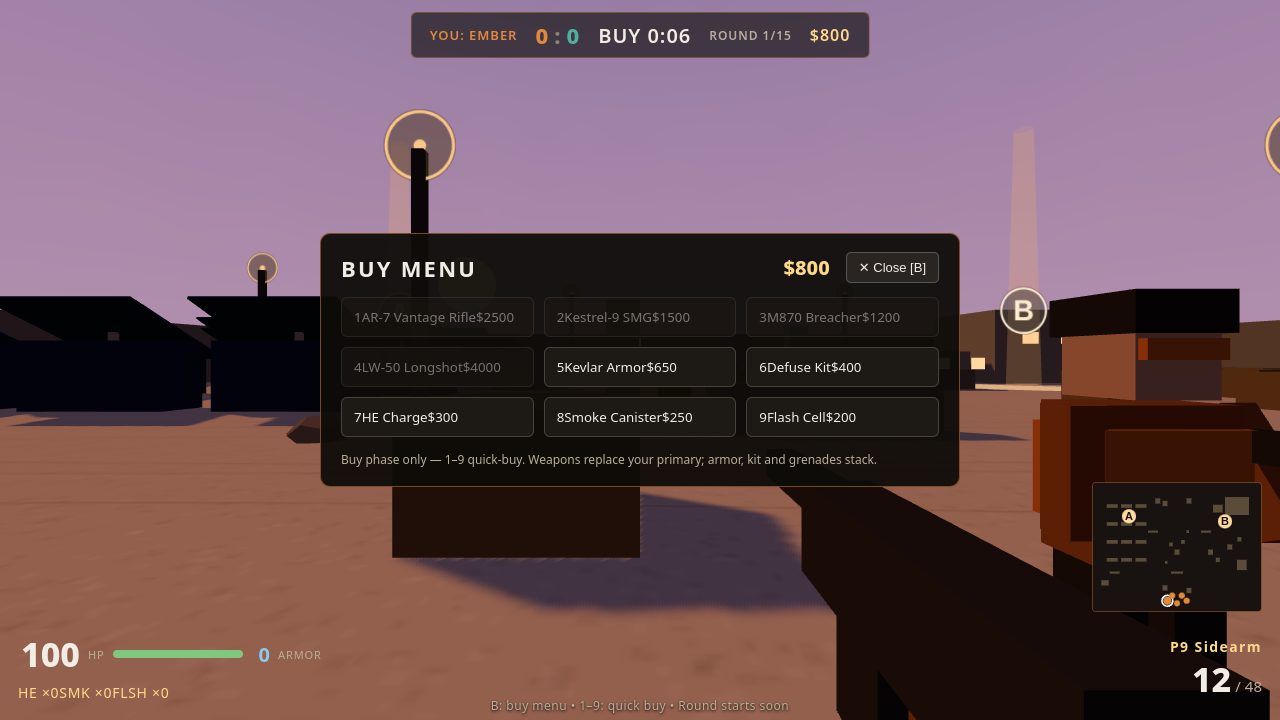 YOU: EMBER 0 : 0 BUY 0:06 ROUND 1/15 $800
B
BUY MENU $800 ✕ Close [B]
1AR-7 Vantage Rifle$2500 2Kestrel-9 SMG$1500 3M870 Breacher$1200
4LW-50 Longshot$4000 5Kevlar Armor$650 6Defuse Kit$400
7HE Charge$300 8Smoke Canister$250 9Flash Cell$200
Buy phase only — 1–9 quick-buy. Weapons replace your primary; armor, kit and grenades stack.
A B
100 HP 0 ARMOR
P9 Sidearm
HE ×0SMK ×0FLSH ×0
12 / 48
B: buy menu • 1–9: quick buy • Round starts soon